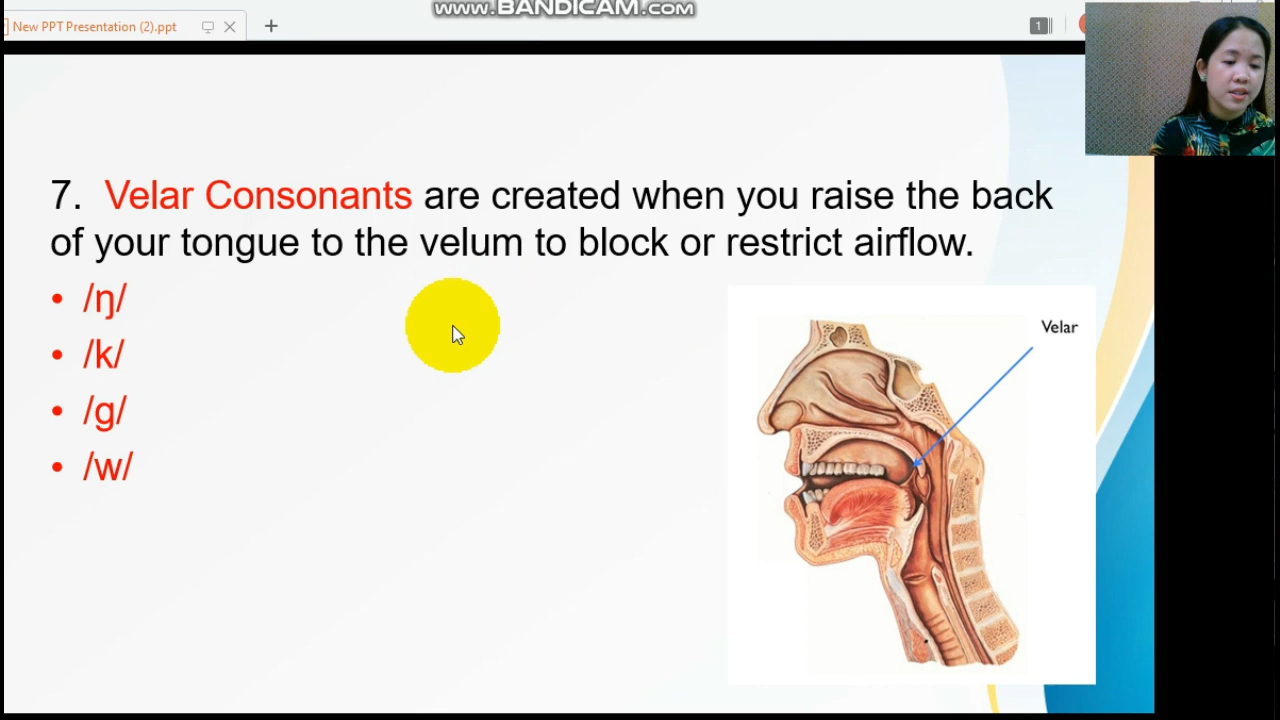 www.BANDICAM.com
New PPT Presentation (2).ppt
1
7. Velar Consonants are created when you raise the back
of your tongue to the velum to block or restrict airflow.
• /ŋ/
• /k/
• /g/
• /w/
Velar